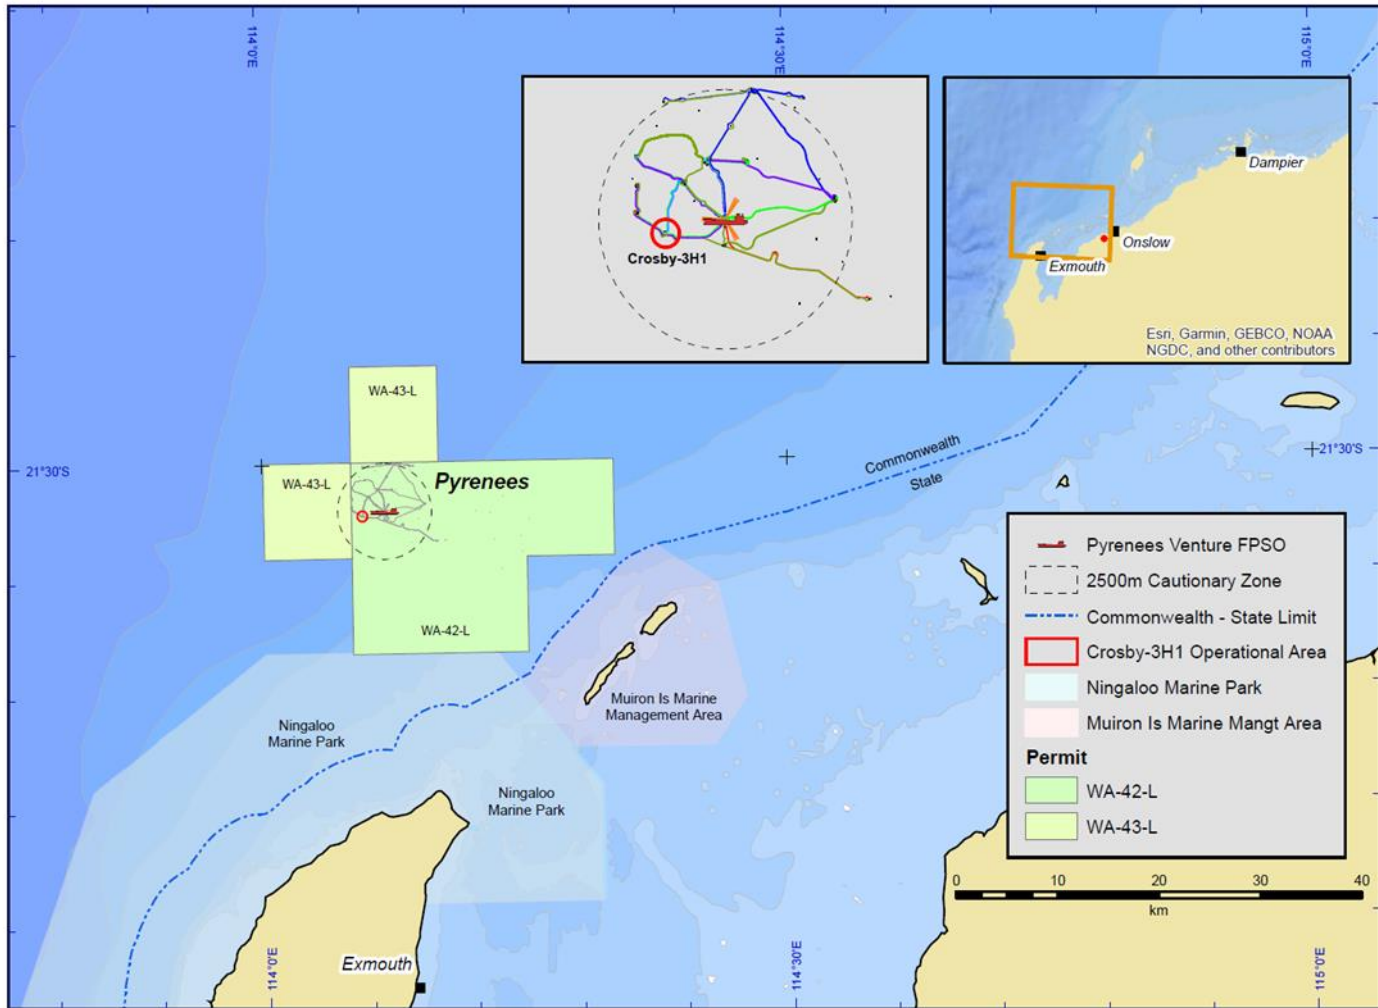 114°0'E
114°30'E
115°0'E
Crosby-3H1
Dampier
Onslow
Exmouth
Esri, Garmin, GEBCO, NOAA
NGDC, and other contributors
WA-43-L
21°30'S
WA-43-L
Pyrenees
Commonwealth
State
21°30'S
WA-42-L
Pyrenees Venture FPSO
2500m Cautionary Zone
Commonwealth - State Limit
Crosby-3H1 Operational Area
Ningaloo Marine Park
Muiron Is Marine Mangt Area
Permit
WA-42-L
WA-43-L
Muiron Is Marine
Management Area
Ningaloo
Marine Park
Ningaloo
Marine Park
0 10 20 30 40
km
Exmouth
114°0'E
114°30'E
115°0'E